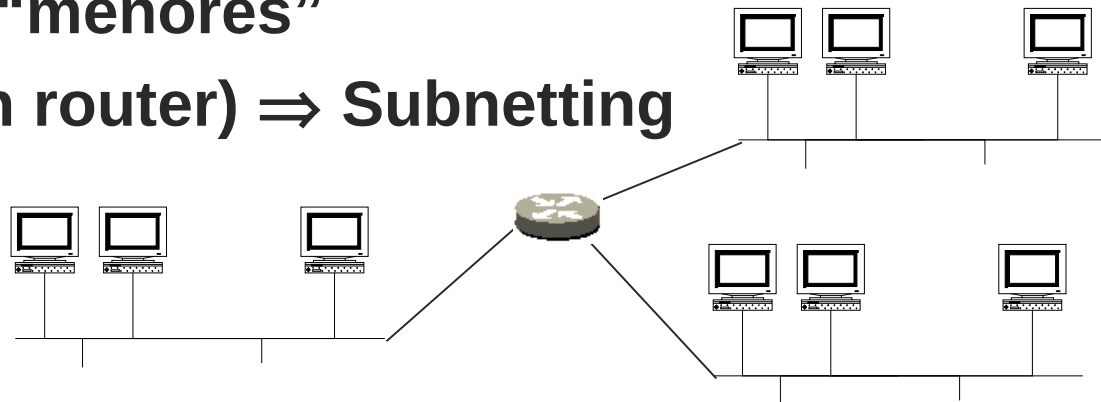 “menores”
router) ⇒ Subnetting